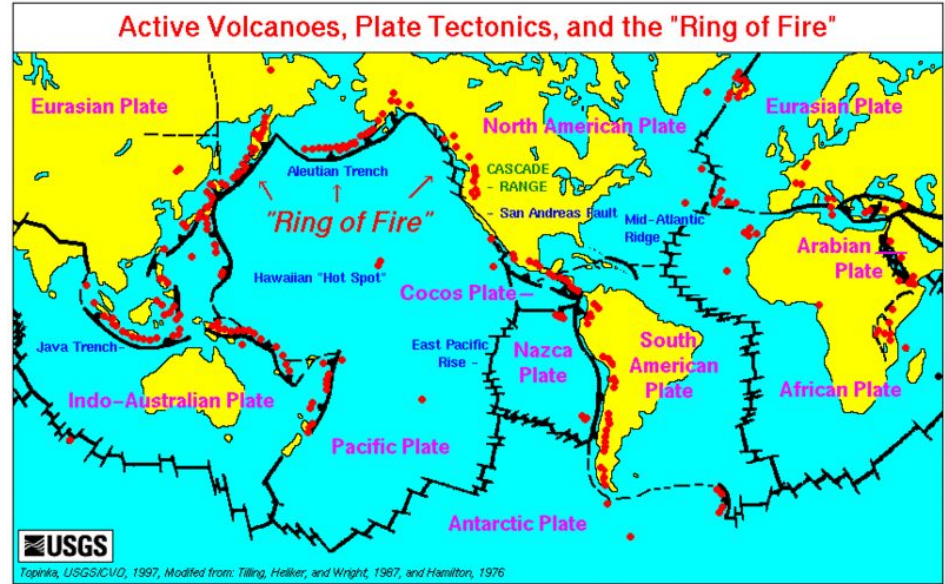 Active Volcanoes, Plate Tectonics, and the "Ring of Fire"
Eurasian Plate
North American Plate
Eurasian Plate
Aleutian Trench
CASCADE
- RANGE
"Ring of Fire"
- San Andreas Fault
Mid-Atlantic
Ridge
Arabian
Plate
Hawaiian "Hot Spot"
Cocos Plate
Java Trench-
East Pacific
Rise -
Nazca
Plate
South
American
Plate
Indo-Australian Plate
African Plate
Pacific Plate
Antarctic Plate
USGS
Topinka, USGS/CVO, 1997, Modified from: Tilling, Heliker, and Wright, 1987, and Hamilton, 1976